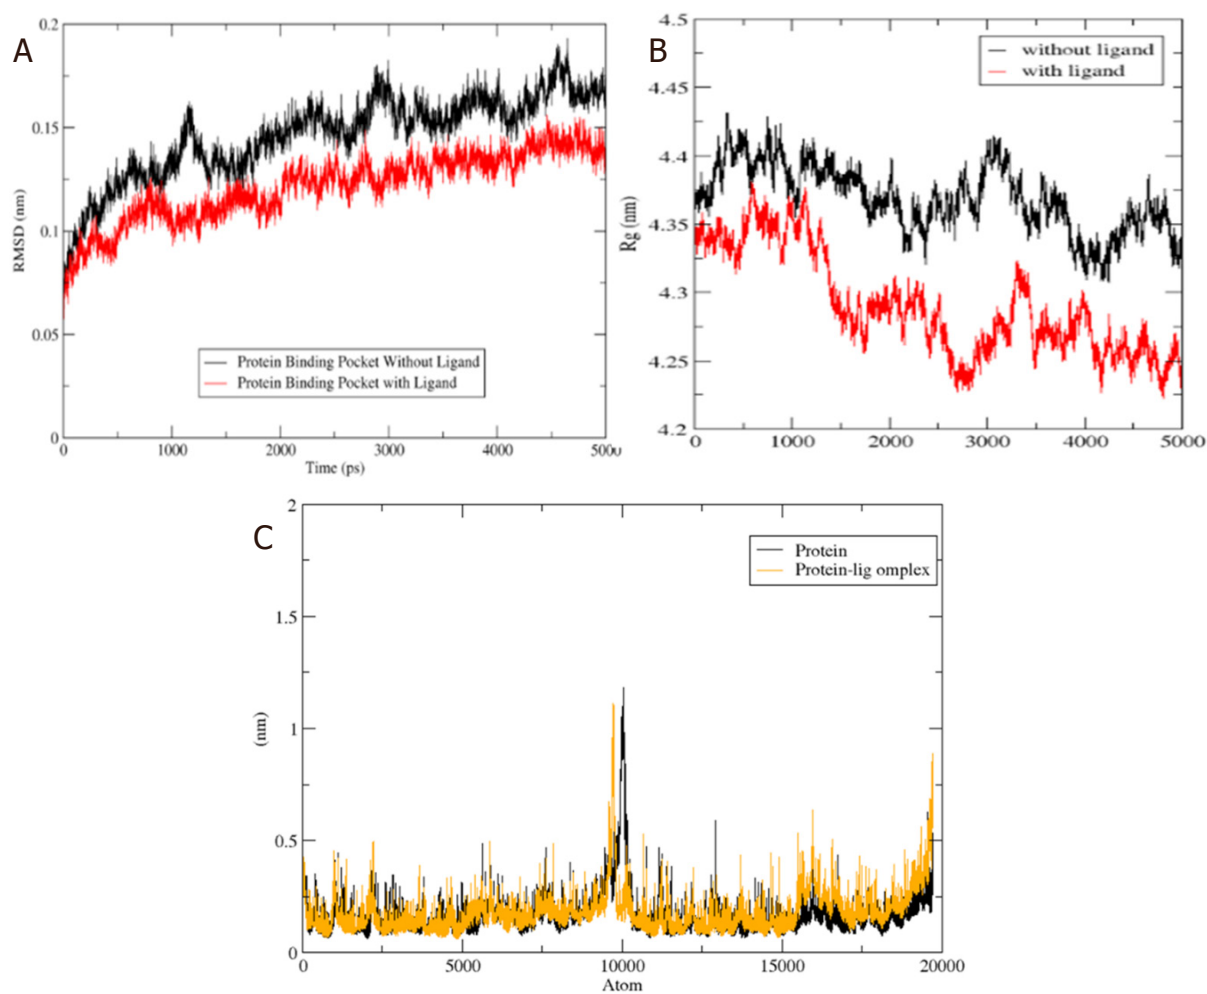 A
0.2
0.15
0.1
0.05
0
RMSD (nm)
Protein Binding Pocket Without Ligand
Protein Binding Pocket with Ligand
0 1000 2000 3000 4000 5000
Time (ps)
B
4.5
4.45
4.4
4.35
4.3
4.25
4.2
Rg (nm)
without ligand
with ligand
0 1000 2000 3000 4000 5000
C
2
1.5
1
0.5
0
(nm)
Protein
Protein-lig omplex
0 5000 10000 15000 20000
Atom